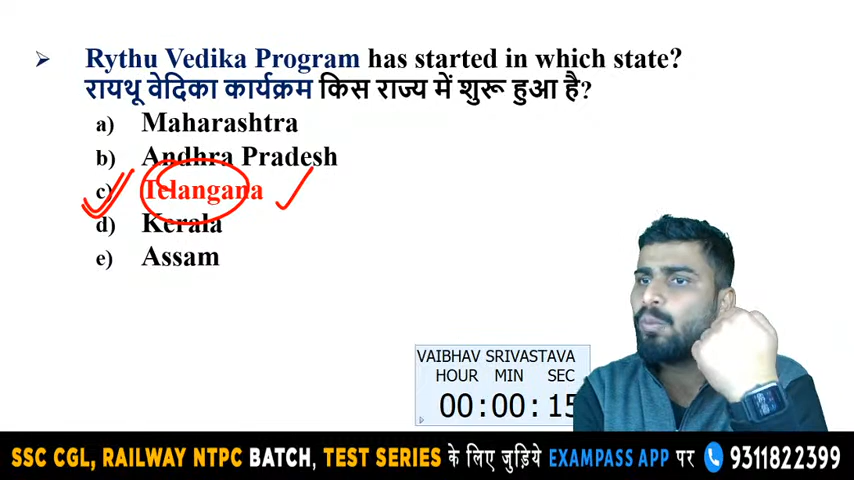 Rythu Vedika Program has started in which state?
रायथू वेदिका कार्यक्रम किस राज्य में शुरू हुआ है?
a) Maharashtra
b) Andhra Pradesh
c) Telangana
d) Kerala
e) Assam
VAIBHAV SRIVASTAVA
HOUR MIN SEC
00:00:15
SSC CGL, RAILWAY NTPC BATCH, TEST SERIES के लिए जुड़िये EXAMPASS APP पर 9311822399